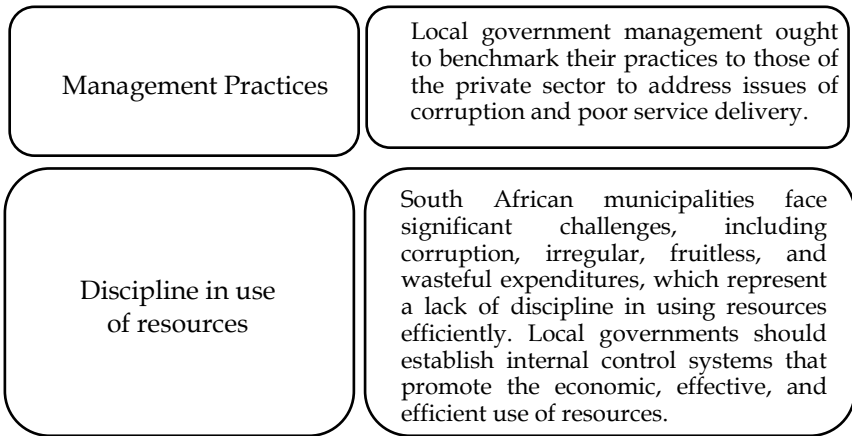 Management Practices
Local government management ought
to benchmark their practices to those of
the private sector to address issues of
corruption and poor service delivery.
Discipline in use
of resources
South African municipalities face
significant challenges, including
corruption, irregular, fruitless, and
wasteful expenditures, which represent
a lack of discipline in using resources
efficiently. Local governments should
establish internal control systems that
promote the economic, effective, and
efficient use of resources.